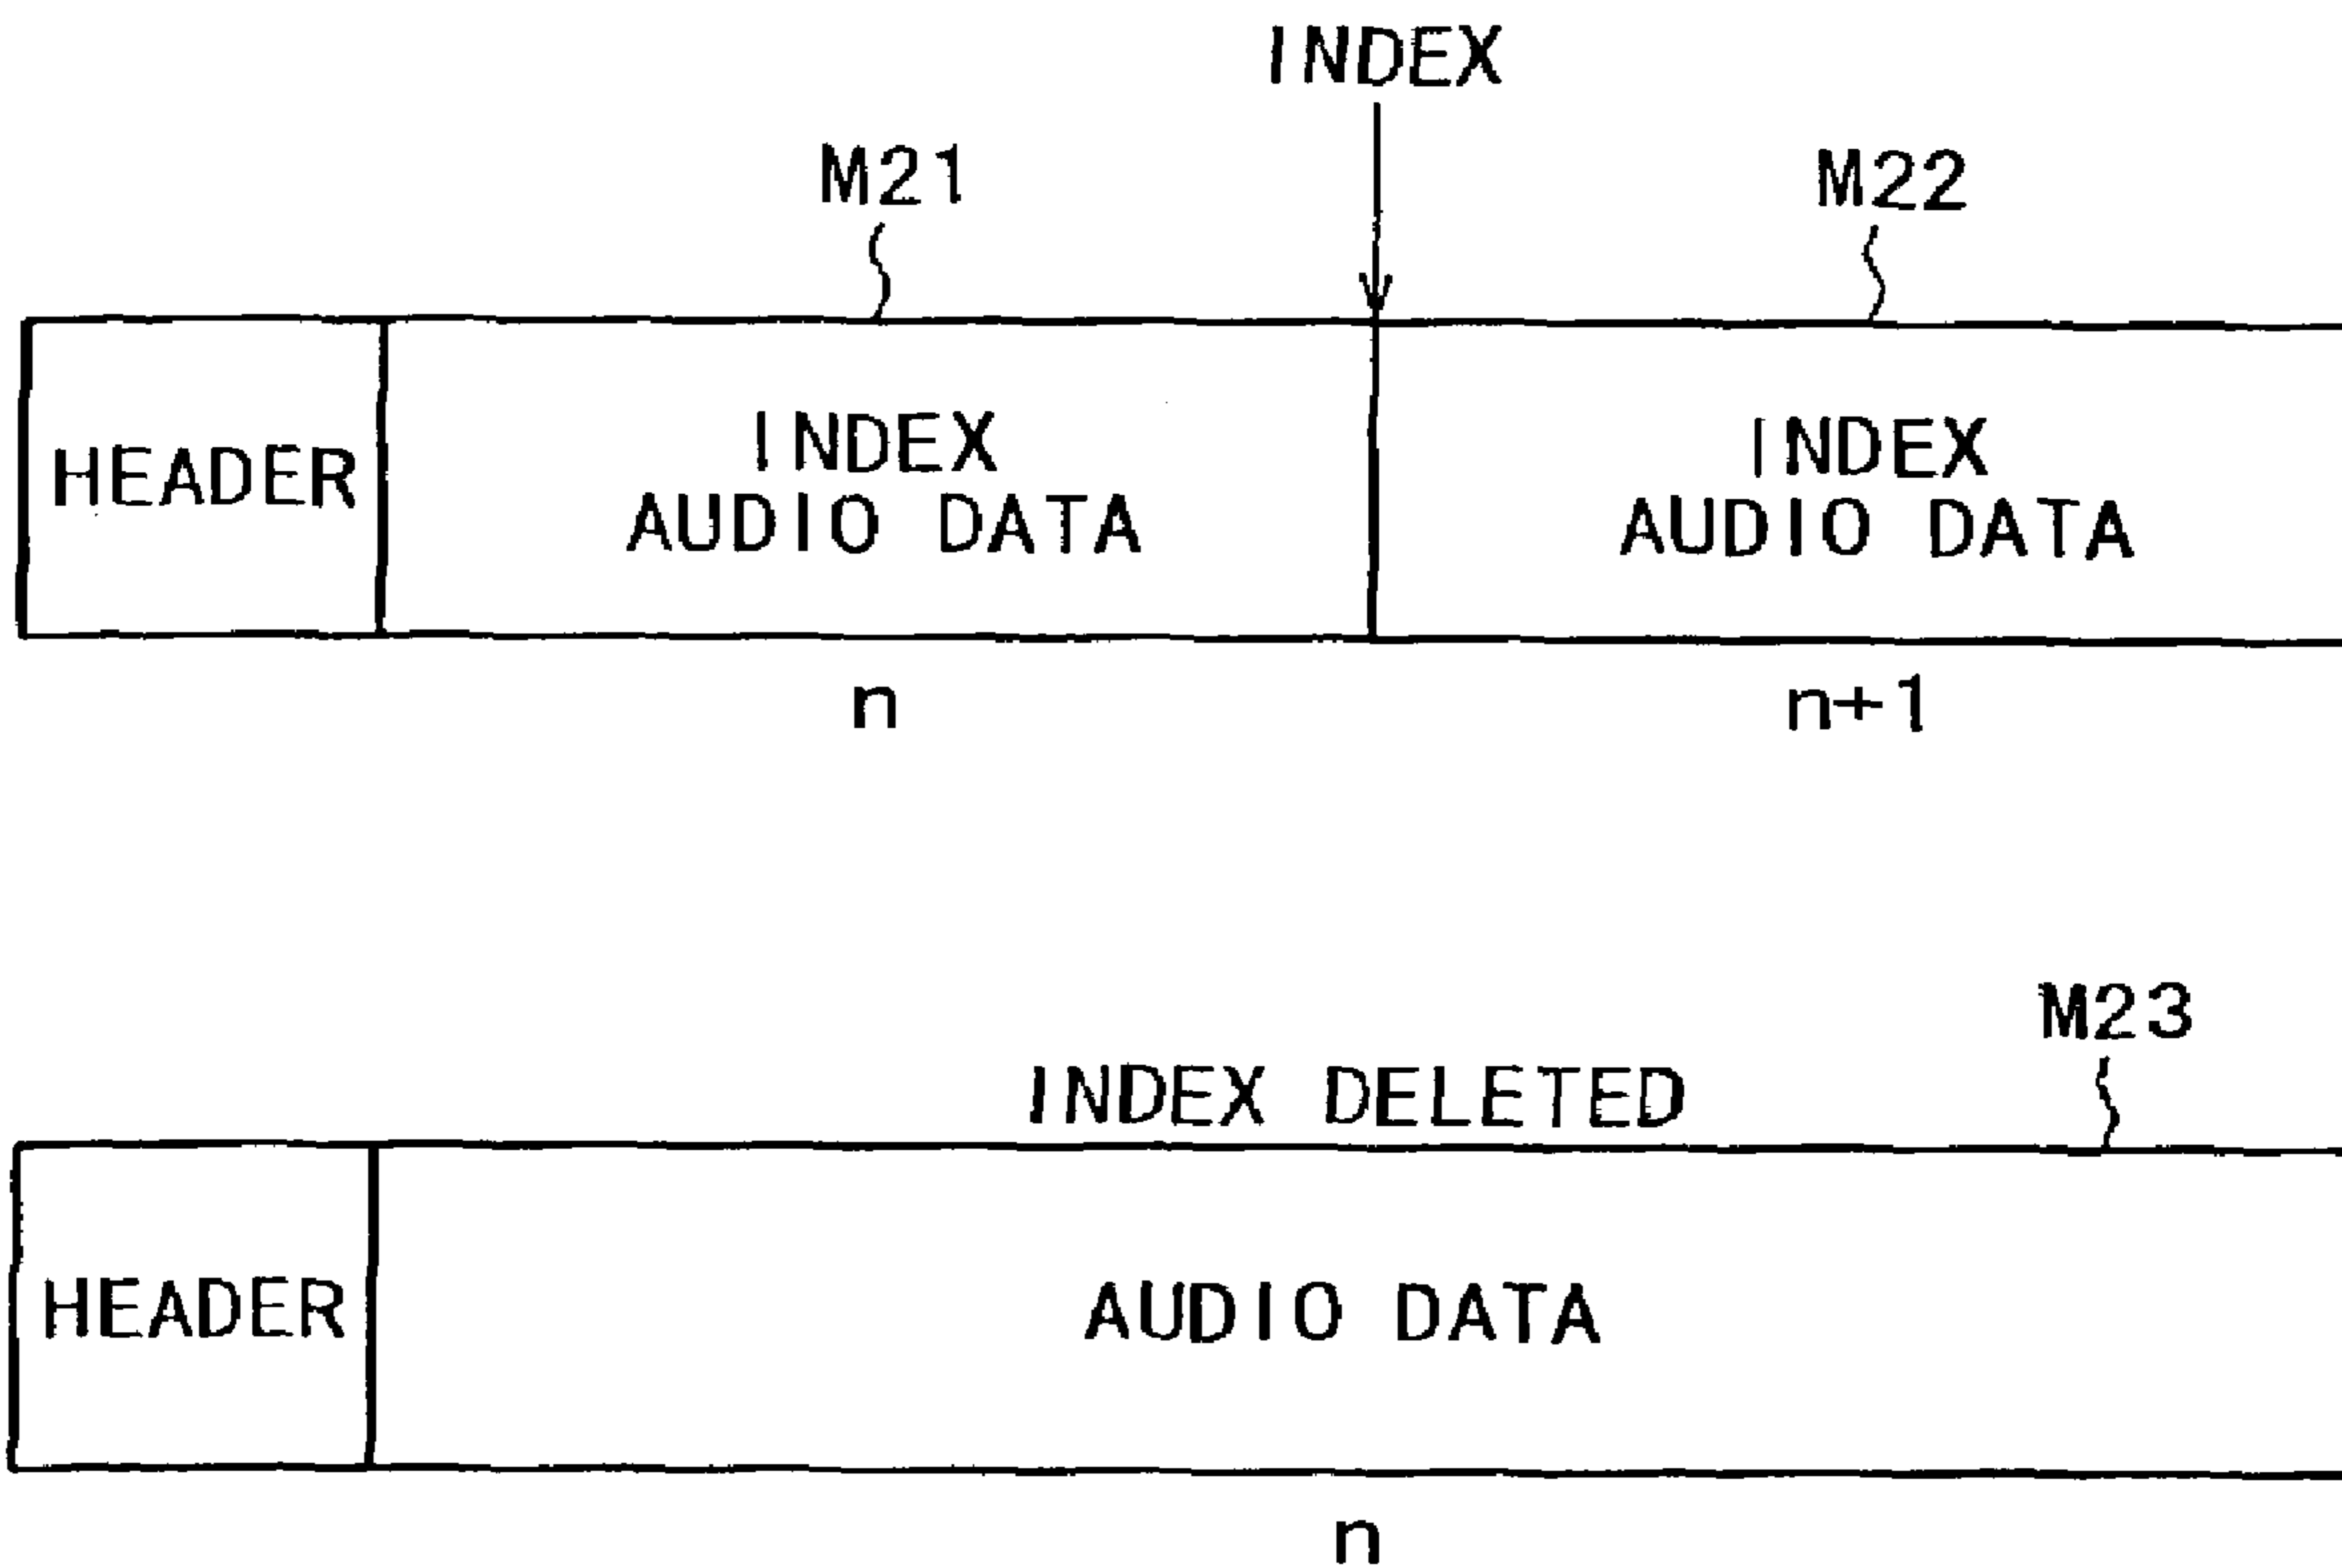 INDEX
M21
M22
HEADER
INDEX
AUDIO DATA
INDEX
AUDIO DATA
n
n+1
M23
INDEX DELETED
HEADER
AUDIO DATA
n